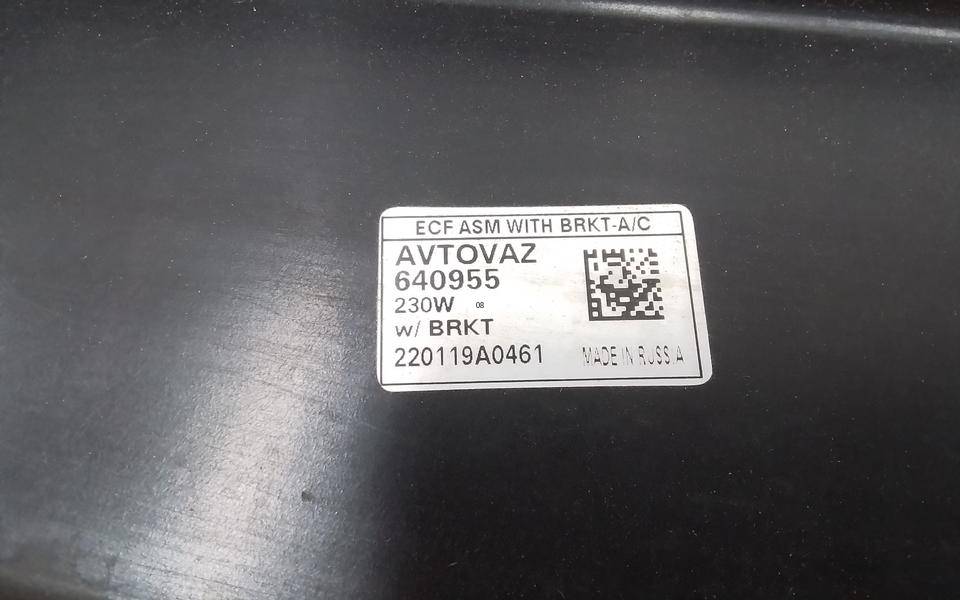 ECF ASM WITH BRKT-A/C
AVTOVAZ
640955
230W 08
w/ BRKT
220119A0461 MADE IN RUSSIA